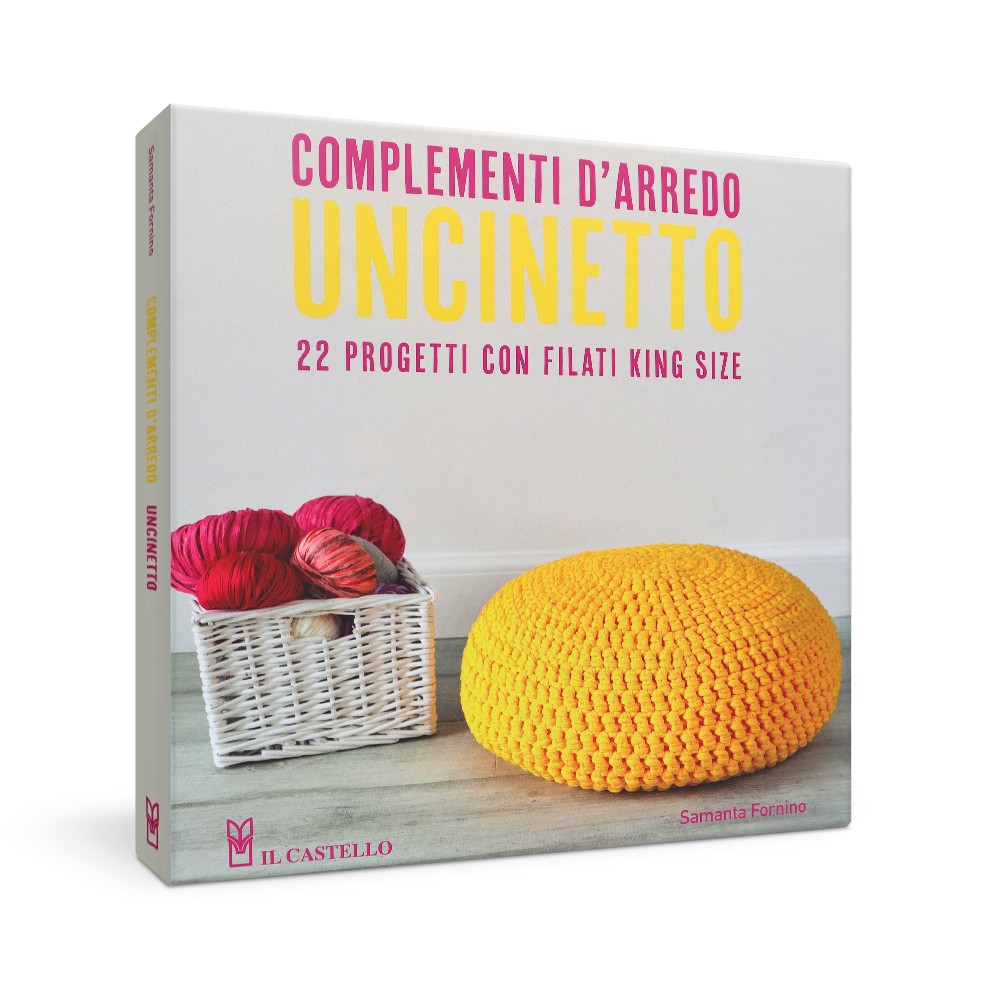 COMPLEMENTI D'ARREDO
UNCINETTO
22 PROGETTI CON FILATI KING SIZE
Samanta Fornino
IL CASTELLO
Samanta Fornino COMPLEMENTI D'ARREDO UNCINETTO